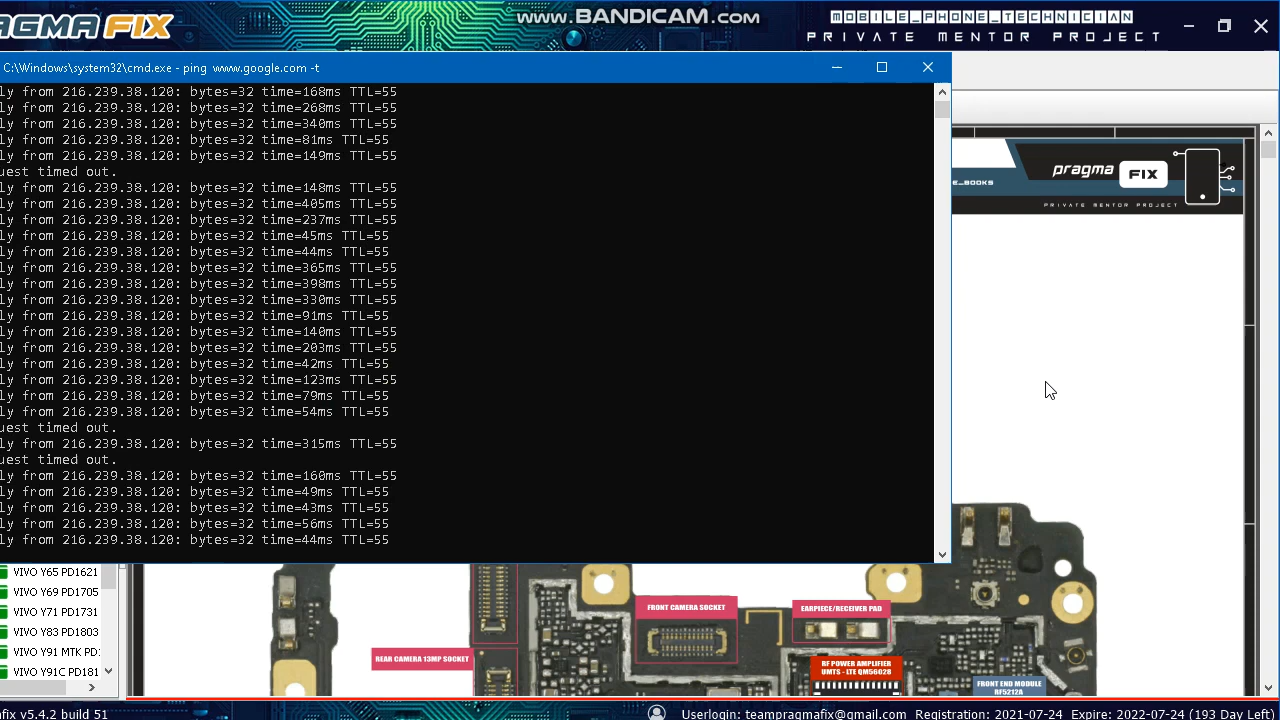 AGMA FIX
www.BANDICAM.com
MOBILE_PHONE_TECHNICIAN
PRIVATE MENTOR PROJECT
C:\Windows\system32\cmd.exe - ping www.google.com -t
ly from 216.239.38.120: bytes=32 time=168ms TTL=55
ly from 216.239.38.120: bytes=32 time=268ms TTL=55
ly from 216.239.38.120: bytes=32 time=340ms TTL=55
ly from 216.239.38.120: bytes=32 time=81ms TTL=55
ly from 216.239.38.120: bytes=32 time=149ms TTL=55
uest timed out.
ly from 216.239.38.120: bytes=32 time=148ms TTL=55
ly from 216.239.38.120: bytes=32 time=405ms TTL=55
ly from 216.239.38.120: bytes=32 time=237ms TTL=55
ly from 216.239.38.120: bytes=32 time=45ms TTL=55
ly from 216.239.38.120: bytes=32 time=44ms TTL=55
ly from 216.239.38.120: bytes=32 time=365ms TTL=55
ly from 216.239.38.120: bytes=32 time=398ms TTL=55
ly from 216.239.38.120: bytes=32 time=330ms TTL=55
ly from 216.239.38.120: bytes=32 time=91ms TTL=55
ly from 216.239.38.120: bytes=32 time=140ms TTL=55
ly from 216.239.38.120: bytes=32 time=203ms TTL=55
ly from 216.239.38.120: bytes=32 time=42ms TTL=55
ly from 216.239.38.120: bytes=32 time=123ms TTL=55
ly from 216.239.38.120: bytes=32 time=79ms TTL=55
ly from 216.239.38.120: bytes=32 time=54ms TTL=55
uest timed out.
ly from 216.239.38.120: bytes=32 time=315ms TTL=55
uest timed out.
ly from 216.239.38.120: bytes=32 time=160ms TTL=55
ly from 216.239.38.120: bytes=32 time=49ms TTL=55
ly from 216.239.38.120: bytes=32 time=43ms TTL=55
ly from 216.239.38.120: bytes=32 time=56ms TTL=55
ly from 216.239.38.120: bytes=32 time=44ms TTL=55
pragma FIX
E_BOOKS
PRIVATE MENTOR PROJECT
VIVO Y65 PD1621
VIVO Y71 PD1731
VIVO Y83 PD1803
VIVO Y91 MTK PD:
VIVO Y91C PD181
FRONT CAMERA SOCKET
EARPIECE/RECEIVER PAD
REAR CAMERA 13MP SOCKET
RF POWER AMPLIFIER
UMTS - LTE QM56028
FRONT END MODULE
RF5212A
afix v5.4.2 build 51
Userlogin: teampragmafix@gmail.com Registration: 2021-07-24 Expire: 2022-07-24 (193 Day Left)